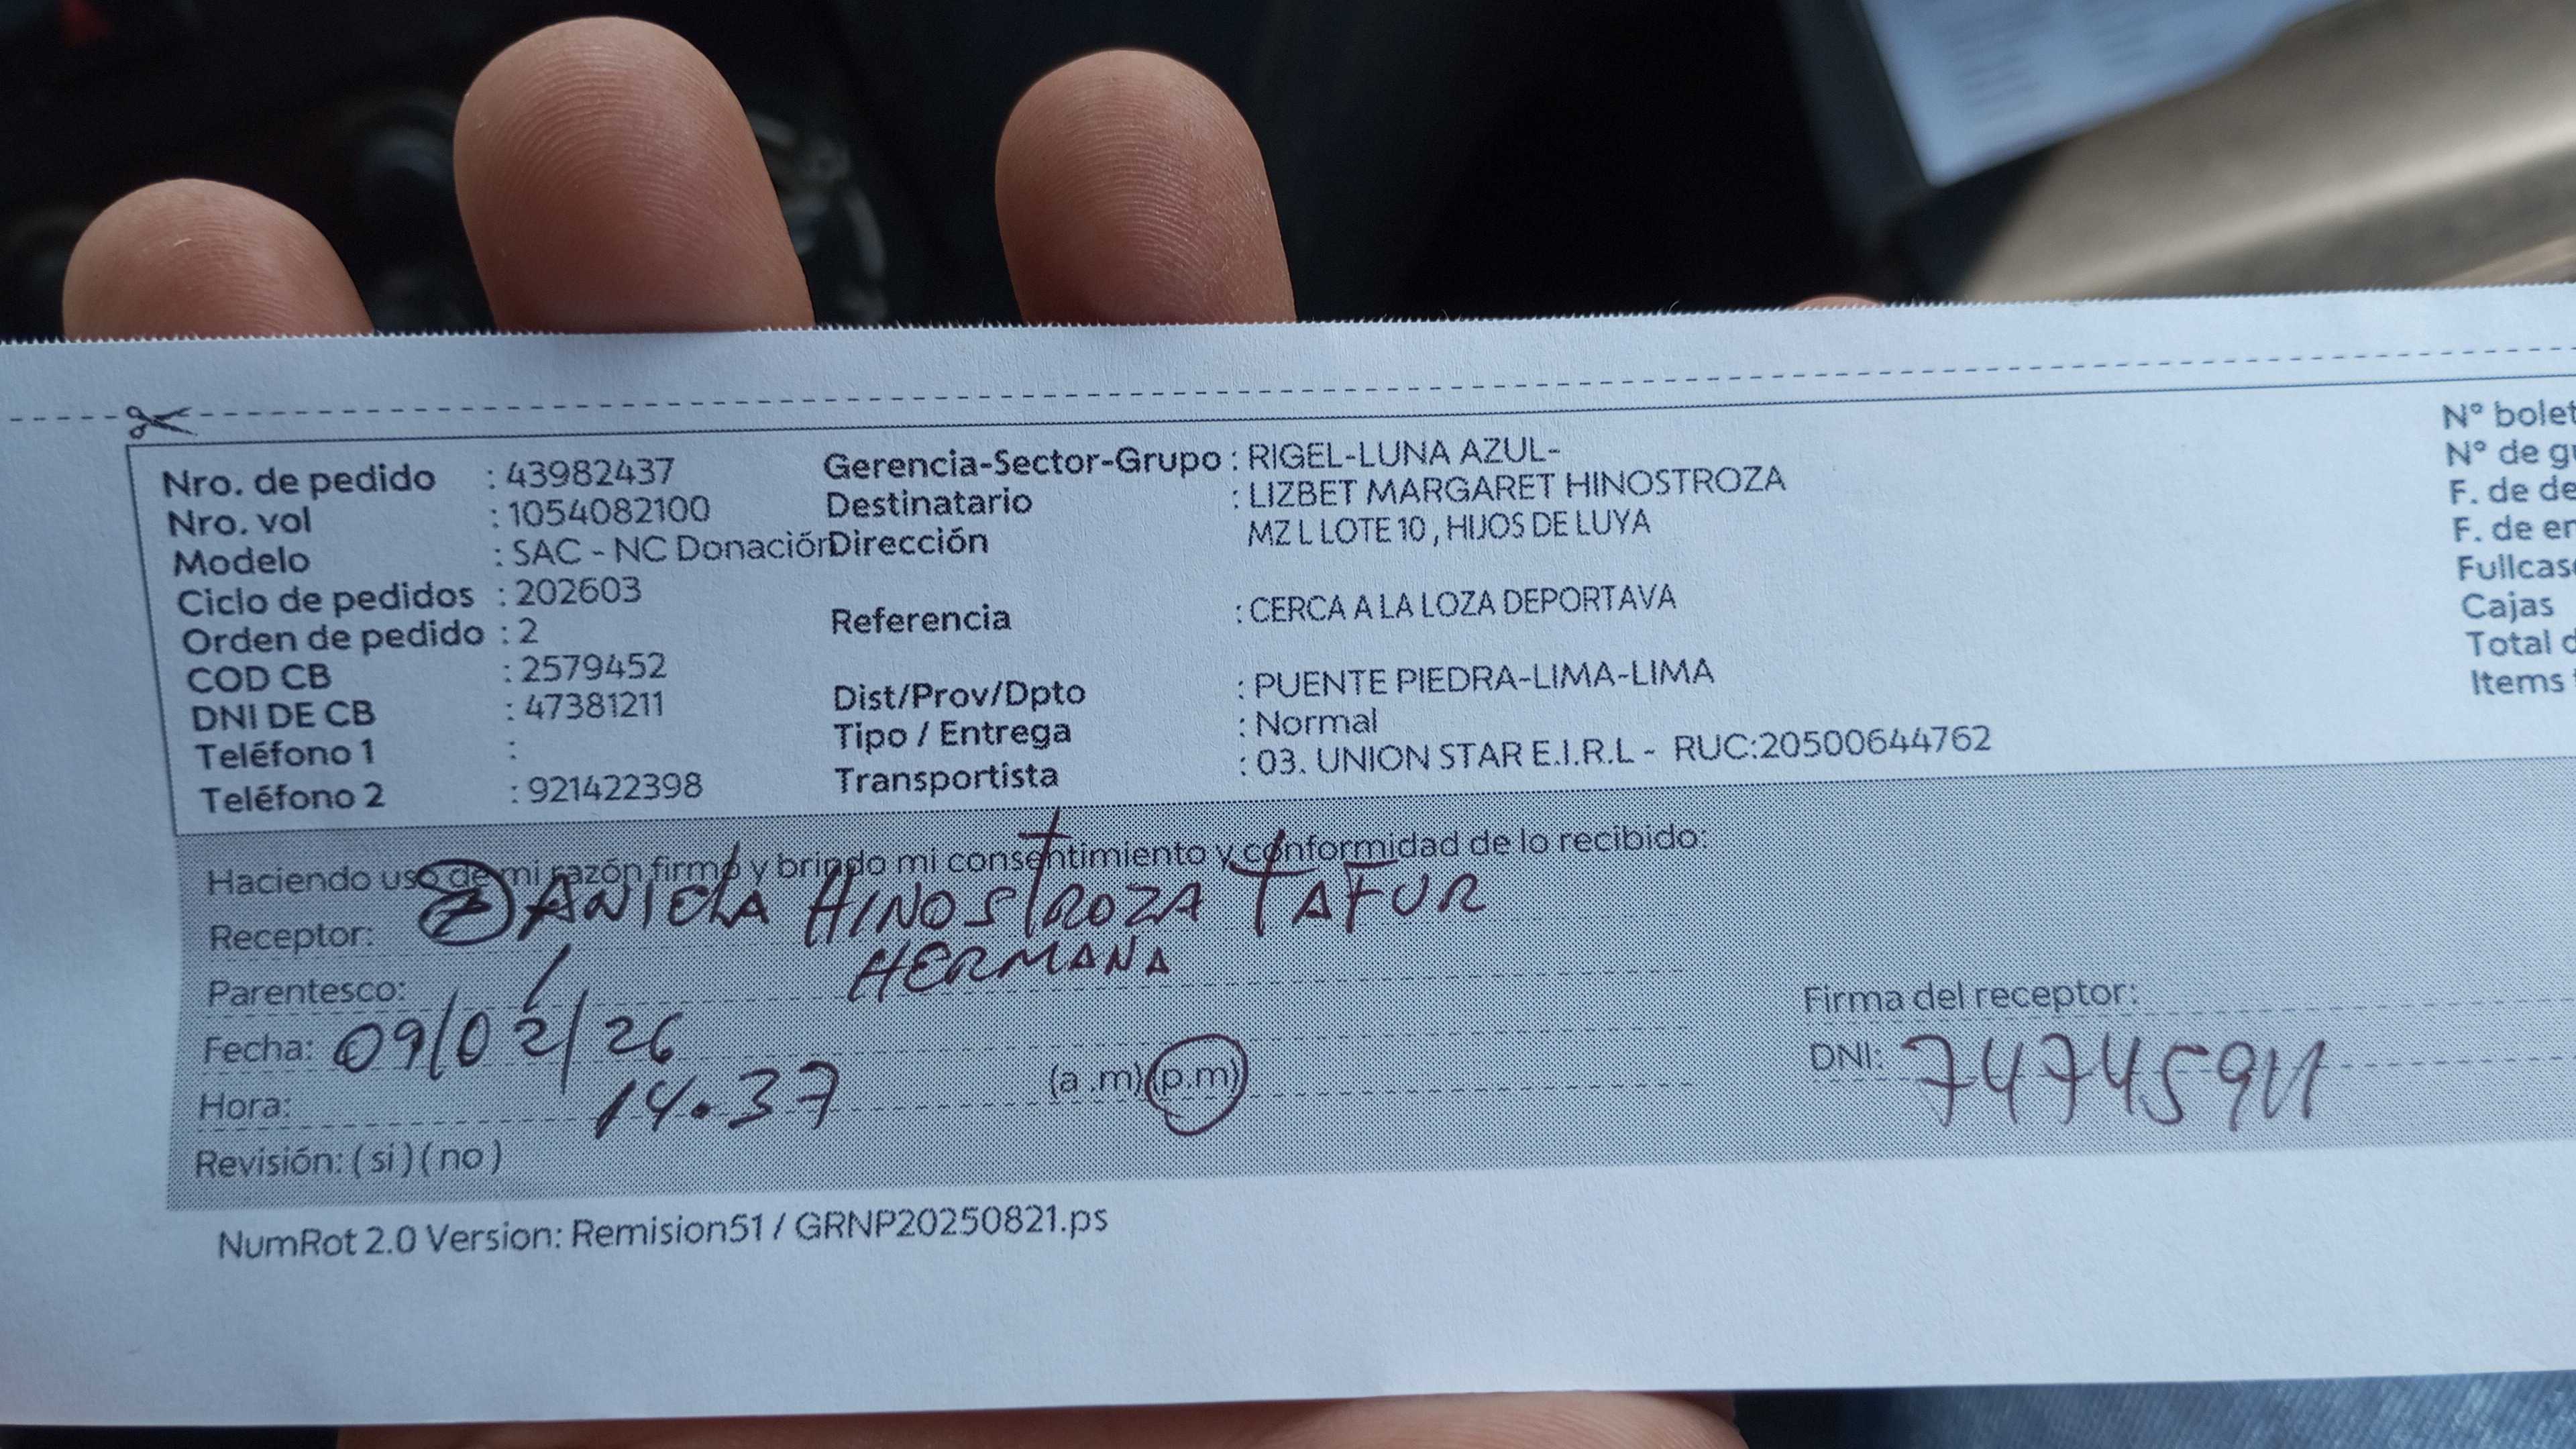 Nro. de pedido : 43982437
Nro. vol : 1054082100
Modelo : SAC - NC Donación
Ciclo de pedidos : 202603
Orden de pedido : 2
COD CB : 2579452
DNI DE CB : 47381211
Teléfono 1 :
Teléfono 2 : 921422398
Gerencia-Sector-Grupo : RIGEL-LUNA AZUL-
Destinatario : LIZBET MARGARET HINOSTROZA
Dirección MZ L LOTE 10 , HIJOS DE LUYA
Referencia : CERCA A LA LOZA DEPORTAVA
Dist/Prov/Dpto : PUENTE PIEDRA-LIMA-LIMA
Tipo / Entrega : Normal
Transportista : 03. UNION STAR E.I.R.L - RUC:20500644762
N° bolet
N° de gu
F. de de
F. de en
Fullcase
Cajas
Total d
Items
Haciendo uso de mi razón firmo y brindo mi consentimiento y conformidad de lo recibido:
Receptor: DANIELA HINOSTROZA TAFUR
Parentesco: HERMANA
Fecha: 09/02/26
Hora: 14.37 (a .m) (p.m)
Revisión: ( si ) ( no )
Firma del receptor:
DNI:
NumRot 2.0 Version: Remision51 / GRNP20250821.ps